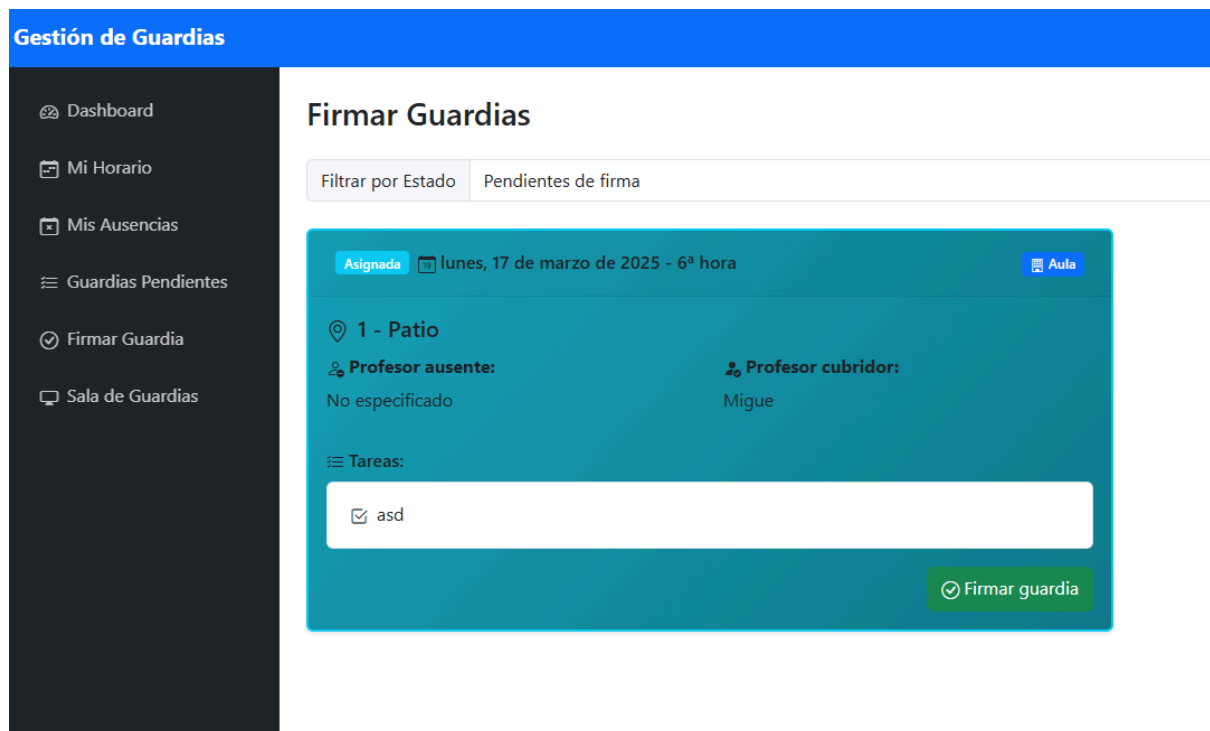 Gestión de Guardias
Dashboard
Mi Horario
Mis Ausencias
Guardias Pendientes
Firmar Guardia
Sala de Guardias
Firmar Guardias
Filtrar por Estado Pendientes de firma
Asignada lunes, 17 de marzo de 2025 - 6ª hora Aula
1 - Patio
Profesor ausente: Profesor cubridor:
No especificado Migue
Tareas:
asd
Firmar guardia